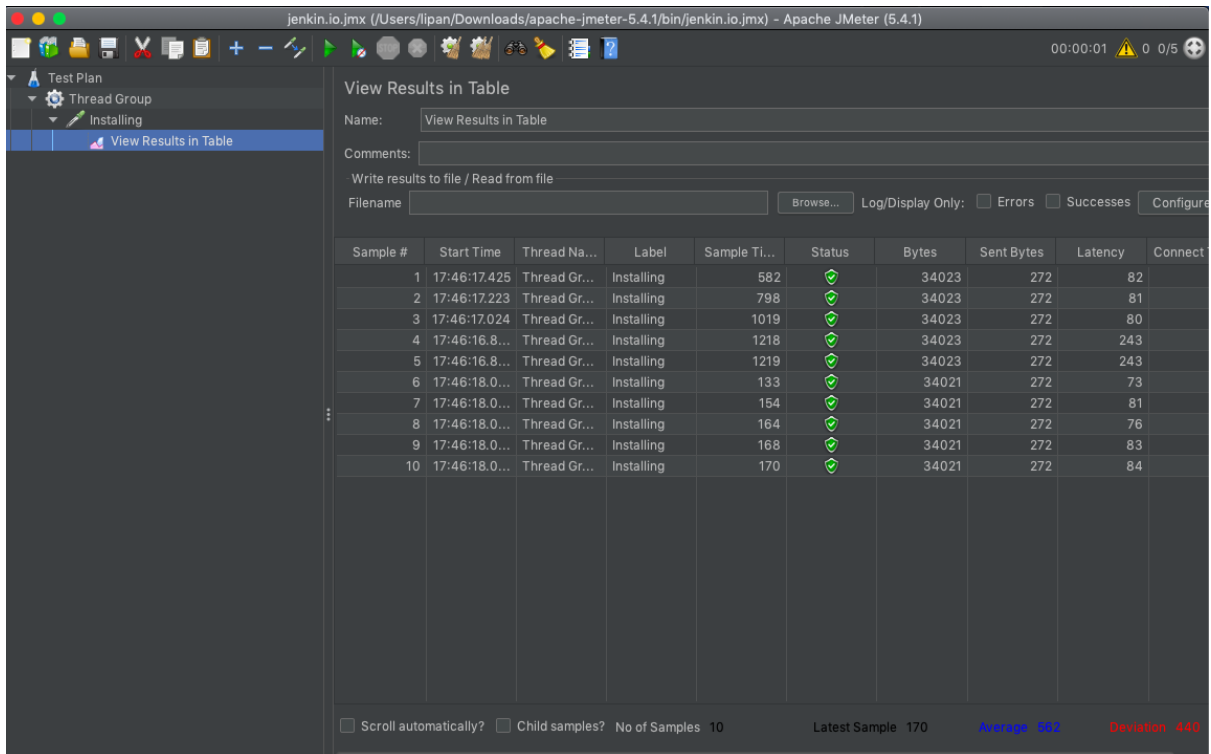 jenkin.io.jmx (/Users/lipan/Downloads/apache-jmeter-5.4.1/bin/jenkin.io.jmx) - Apache JMeter (5.4.1)
00:00:01 0 0/5
Test Plan
Thread Group
Installing
View Results in Table
View Results in Table
Name: View Results in Table
Comments:
Write results to file / Read from file
Filename Browse... Log/Display Only: Errors Successes Configure
Sample # Start Time Thread Na... Label Sample Ti... Status Bytes Sent Bytes Latency Connect
1 17:46:17.425 Thread Gr... Installing 582 34023 272 82
2 17:46:17.223 Thread Gr... Installing 798 34023 272 81
3 17:46:17.024 Thread Gr... Installing 1019 34023 272 80
4 17:46:16.8... Thread Gr... Installing 1218 34023 272 243
5 17:46:16.8... Thread Gr... Installing 1219 34023 272 243
6 17:46:18.0... Thread Gr... Installing 133 34021 272 73
7 17:46:18.0... Thread Gr... Installing 154 34021 272 81
8 17:46:18.0... Thread Gr... Installing 164 34021 272 76
9 17:46:18.0... Thread Gr... Installing 168 34021 272 83
10 17:46:18.0... Thread Gr... Installing 170 34021 272 84
Scroll automatically? Child samples? No of Samples 10 Latest Sample 170 Average 562 Deviation 440